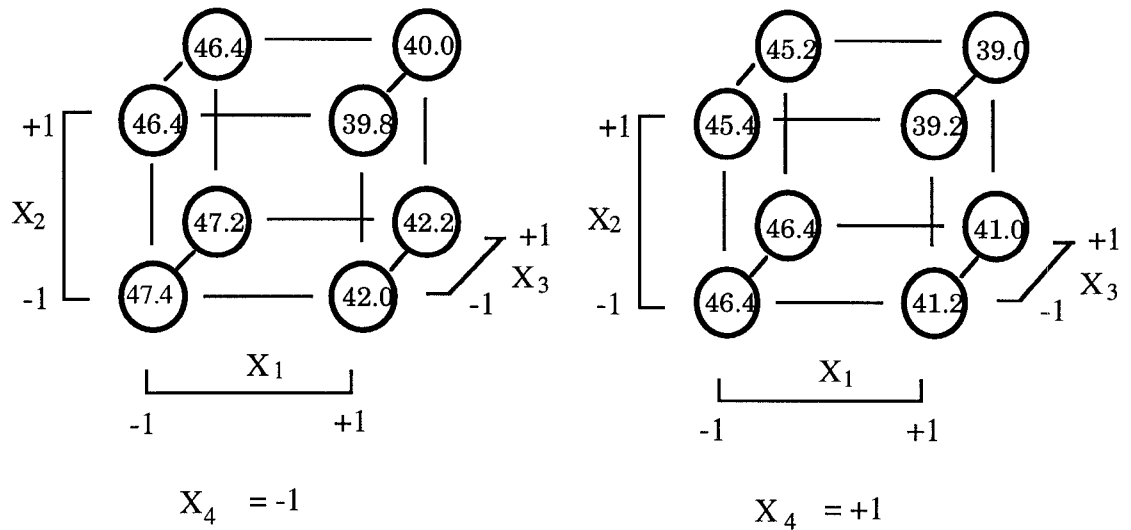 46.4 40.0 45.2 39.0
+1 46.4 39.8 +1 45.4 39.2
X2 47.2 42.2 +1 X2 46.4 41.0 +1
X3 X3
-1 47.4 42.0 -1 -1 46.4 41.2 -1
X1 X1
-1 +1 -1 +1
X4 = -1 X4 = +1